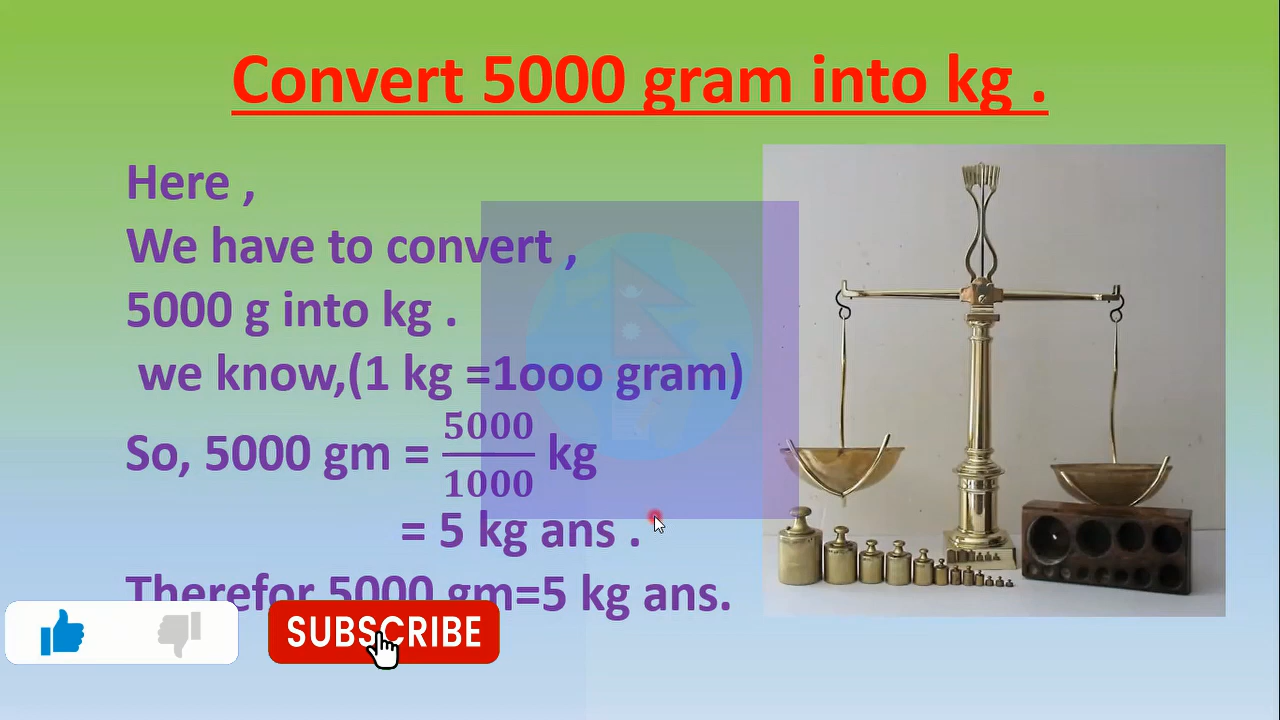 Convert 5000 gram into kg .
Here ,
We have to convert ,
5000 g into kg .
we know,(1 kg =1ooo gram)
So, 5000 gm = 5000/1000 kg
= 5 kg ans .
Therefor 5000 gm=5 kg ans.
SUBSCRIBE